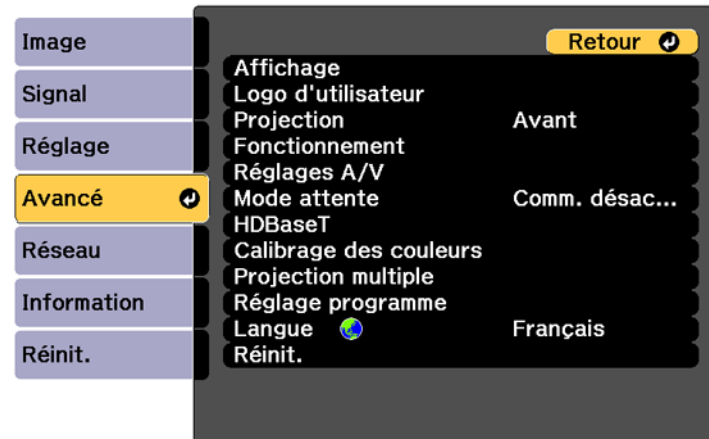 Image
Signal
Réglage
Avancé
Réseau
Information
Réinit.
Retour
Affichage
Logo d'utilisateur
Projection Avant
Fonctionnement
Réglages A/V
Mode attente Comm. désac...
HDBaseT
Calibrage des couleurs
Projection multiple
Réglage programme
Langue Français
Réinit.